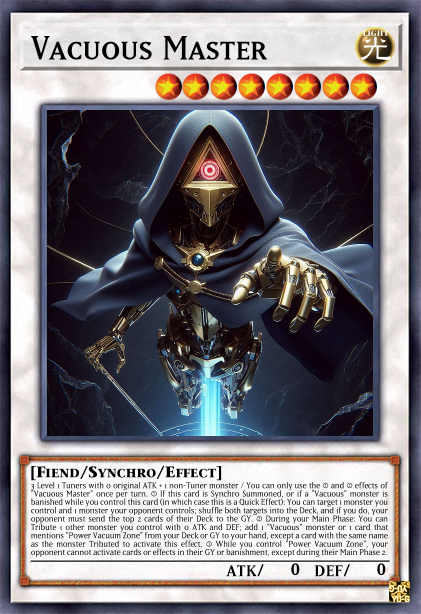 VACUOUS MASTER
LIGHT
光
[FIEND/SYNCHRO/EFFECT]
3 Level 1 Tuners with 0 original ATK + 1 non-Tuner monster / You can only use the ① and ② effects of
"Vacuous Master" once per turn. ① If this card is Synchro Summoned, or if a "Vacuous" monster is
banished while you control this card (in which case this is a Quick Effect): You can target 1 monster you
control and 1 monster your opponent controls; shuffle both targets into the Deck, and if you do, your
opponent must send the top 2 cards of their Deck to the GY. ② During your Main Phase: You can
Tribute 1 other monster you control with 0 ATK and DEF; add 1 "Vacuous" monster or 1 card that
mentions "Power Vacuum Zone" from your Deck or GY to your hand, except a card with the same name
as the monster Tributed to activate this effect. ③ While you control "Power Vacuum Zone", your
opponent cannot activate cards or effects in their GY or banishment, except during their Main Phase 2.
ATK/ 0 DEF/ 0